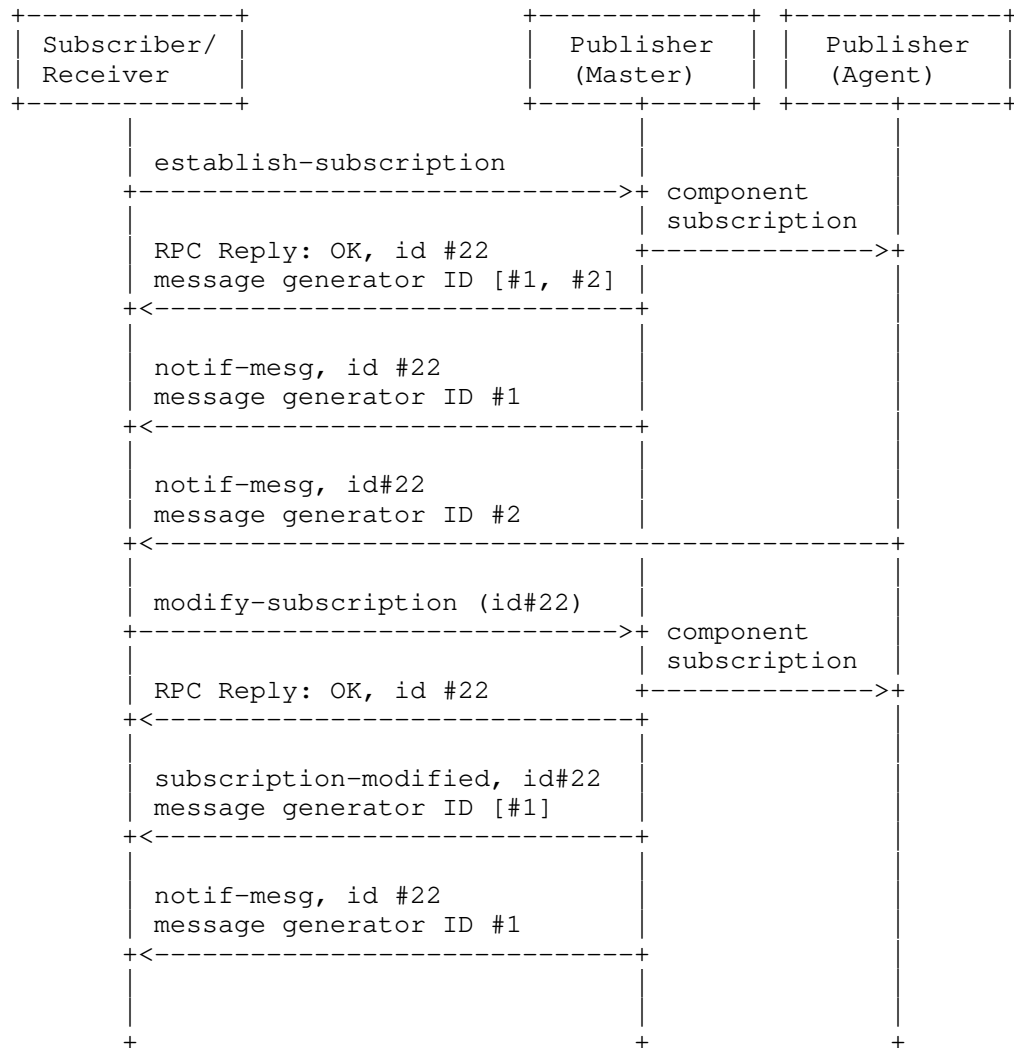 Subscriber/ Publisher Publisher
Receiver (Master) (Agent)
establish-subscription
component
subscription
RPC Reply: OK, id #22
message generator ID [#1, #2]
notif-mesg, id #22
message generator ID #1
notif-mesg, id#22
message generator ID #2
modify-subscription (id#22)
component
subscription
RPC Reply: OK, id #22
subscription-modified, id#22
message generator ID [#1]
notif-mesg, id #22
message generator ID #1